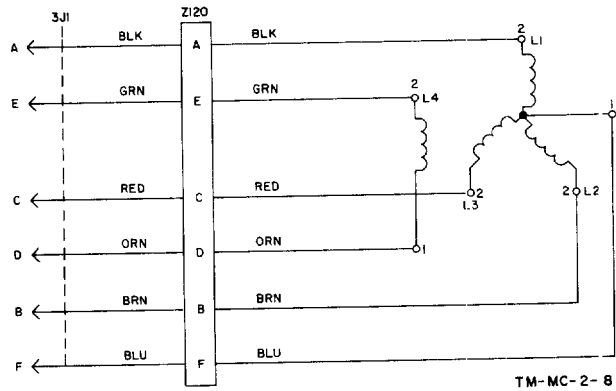 3J1 Z120
A BLK A BLK 2 L1
E GRN E GRN 2 L4
C RED C RED 2 L3 2 L2
D ORN D ORN 1
B BRN B BRN
F BLU F BLU
TM-MC-2-8